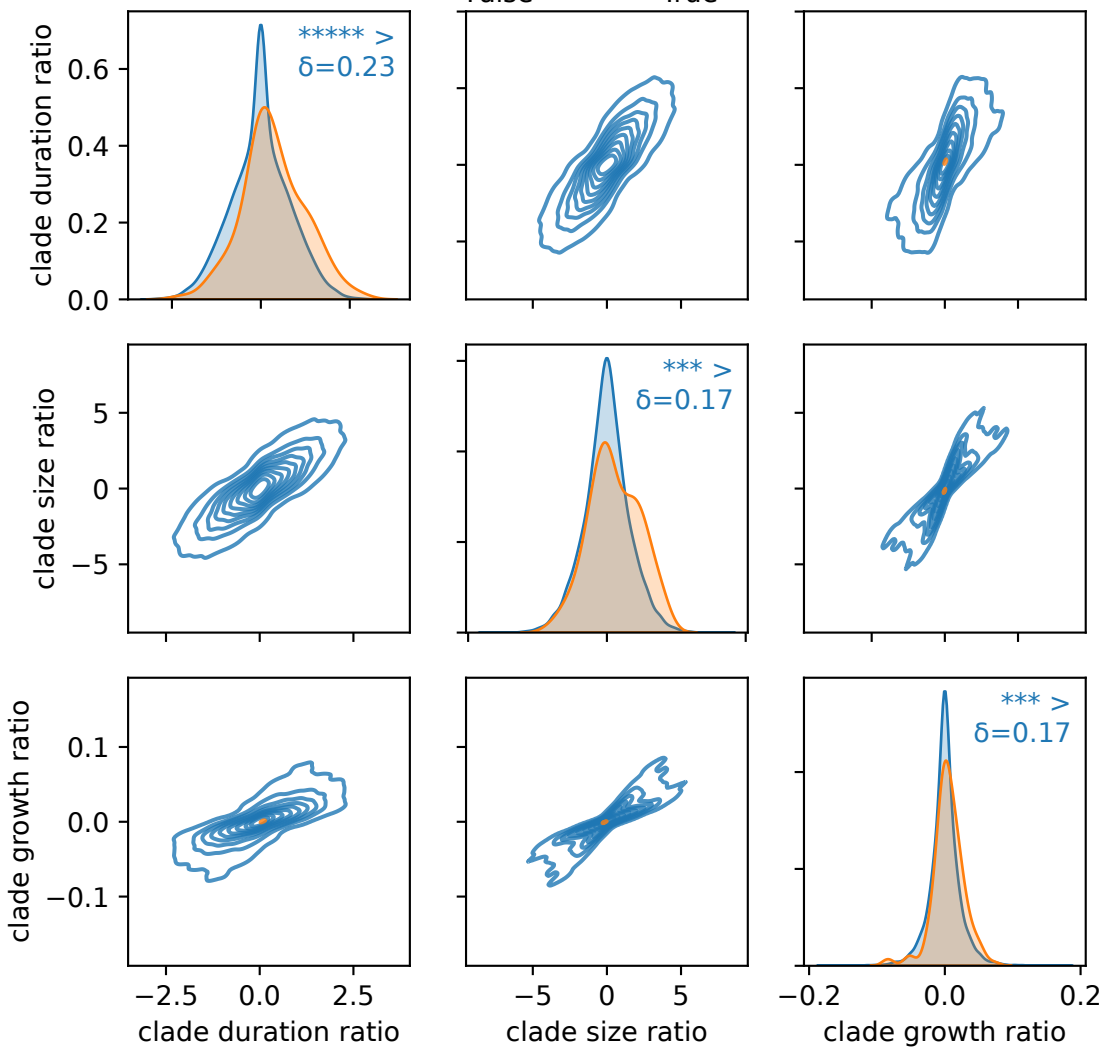 True
clade duration ratio
0.6
0.4
0.2
0.0
***** >
δ=0.23
clade size ratio
5
0
−5
*** >
δ=0.17
clade growth ratio
0.1
0.0
−0.1
*** >
δ=0.17
−2.5 0.0 2.5
−5 0 5
−0.2 0.0 0.2
clade duration ratio
clade size ratio
clade growth ratio